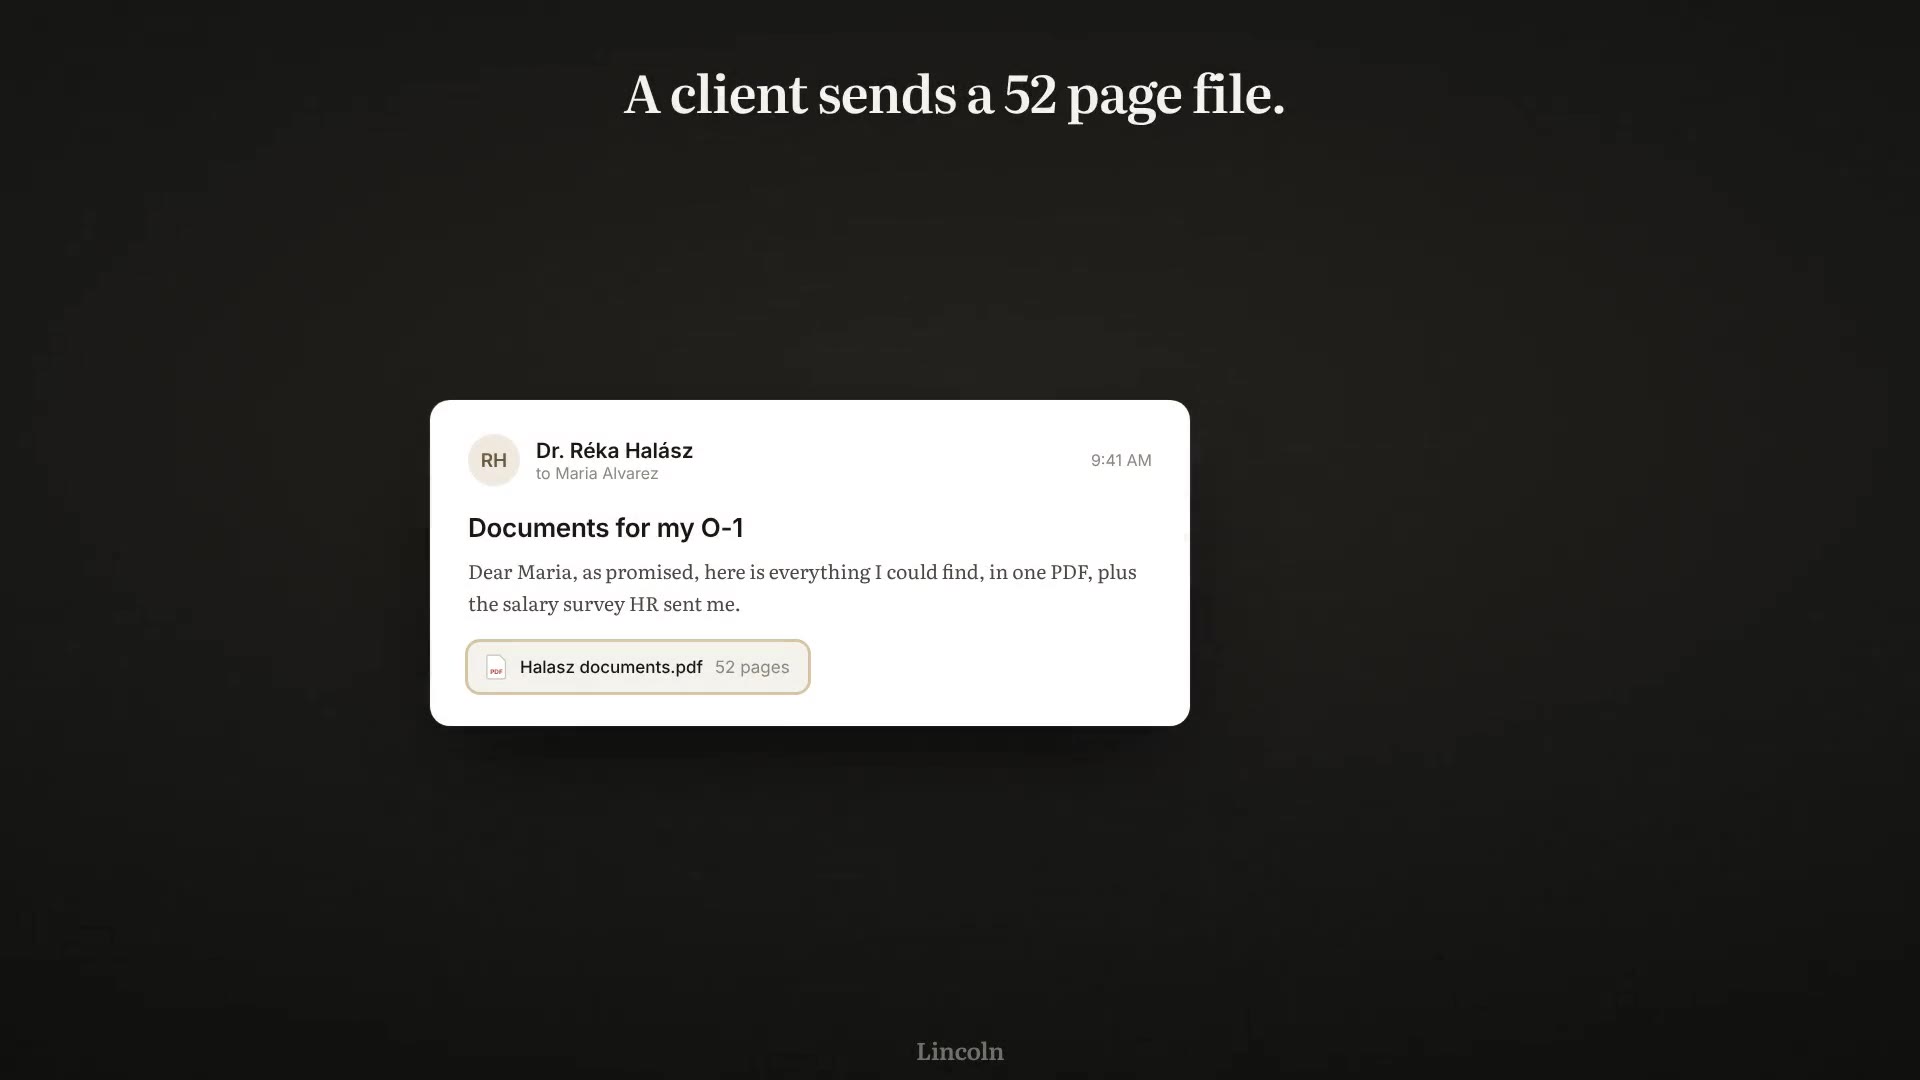 A client sends a 52 page file.
RH
Dr. Réka Halász
to Maria Alvarez
9:41 AM
Documents for my O-1
Dear Maria, as promised, here is everything I could find, in one PDF, plus
the salary survey HR sent me.
PDF
Halasz documents.pdf 52 pages
Lincoln